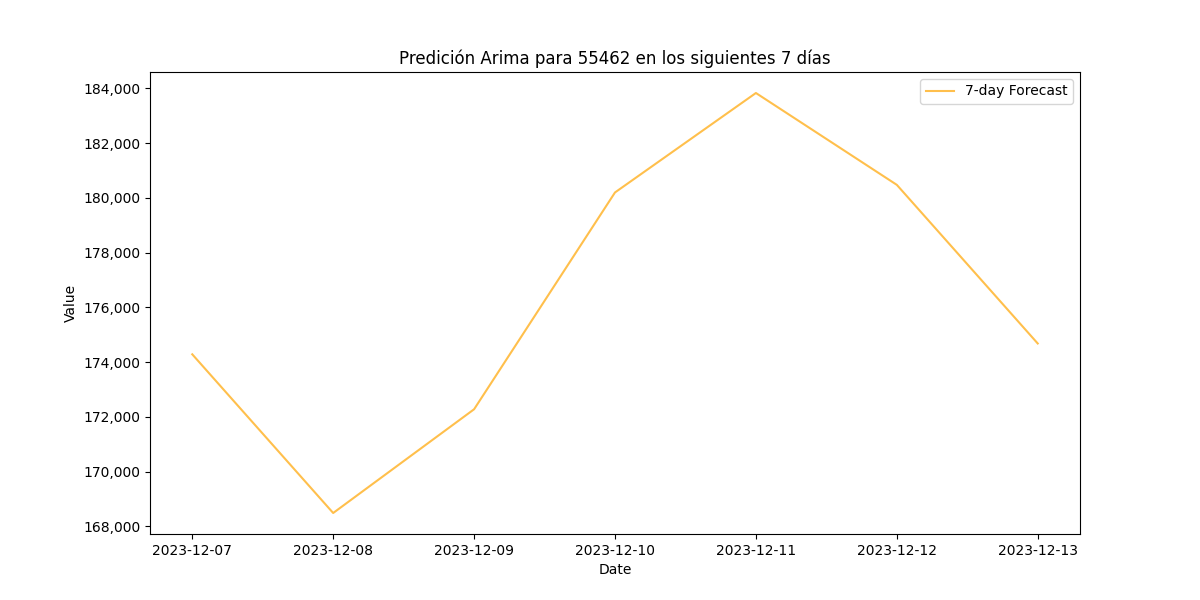 Predición Arima para 55462 en los siguientes 7 días
7-day Forecast
Value
184,000
182,000
180,000
178,000
176,000
174,000
172,000
170,000
168,000
2023-12-07 2023-12-08 2023-12-09 2023-12-10 2023-12-11 2023-12-12 2023-12-13
Date